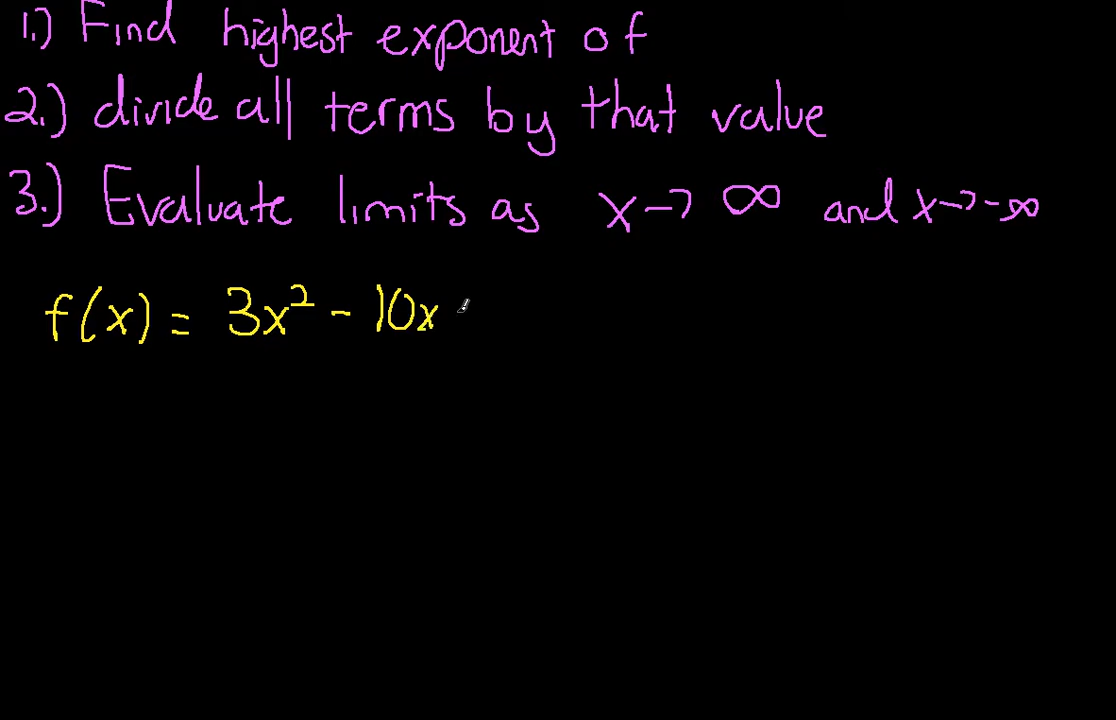 1.) Find highest exponent of
2.) divide all terms by that value
3.) Evaluate limits as x→∞ and x→-∞
f(x) = 3x² - 10x